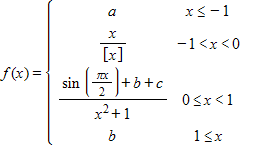 f(x) = { a x ≤ −1
x/[x] −1 < x < 0
(sin(πx/2) + b + c)/(x² + 1) 0 ≤ x < 1
b 1 ≤ x